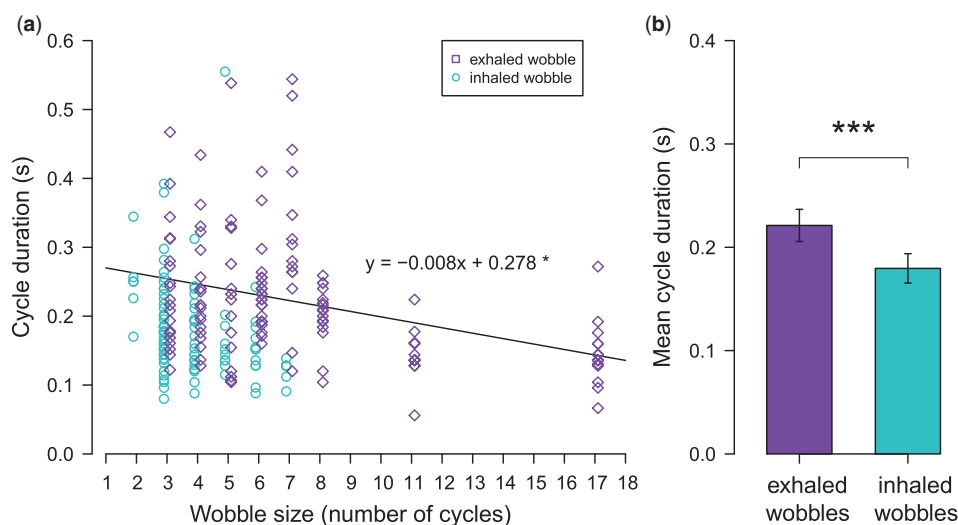 (a)
0.6
0.5
0.4
0.3
0.2
0.1
0.0
Cycle duration (s)
exhaled wobble
inhaled wobble
y = −0.008x + 0.278 *
1 2 3 4 5 6 7 8 9 10 11 12 13 14 15 16 17 18
Wobble size (number of cycles)
(b)
0.4
0.3
0.2
0.1
0.0
Mean cycle duration (s)
***
exhaled
wobbles
inhaled
wobbles